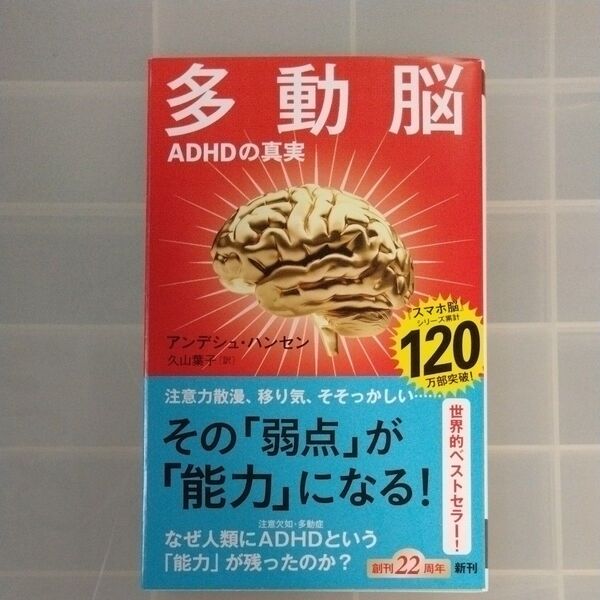 多動脳
ADHDの真実
アンデシュ・ハンセン
久山葉子[訳]
『スマホ脳』
シリーズ累計
120
万部突破!
注意力散漫、移り気、そそっかしい……
その「弱点」が
「能力」になる!
世界的ベストセラー!
注意欠如・多動症
なぜ人類にADHDという
「能力」が残ったのか?
創刊22周年
新刊